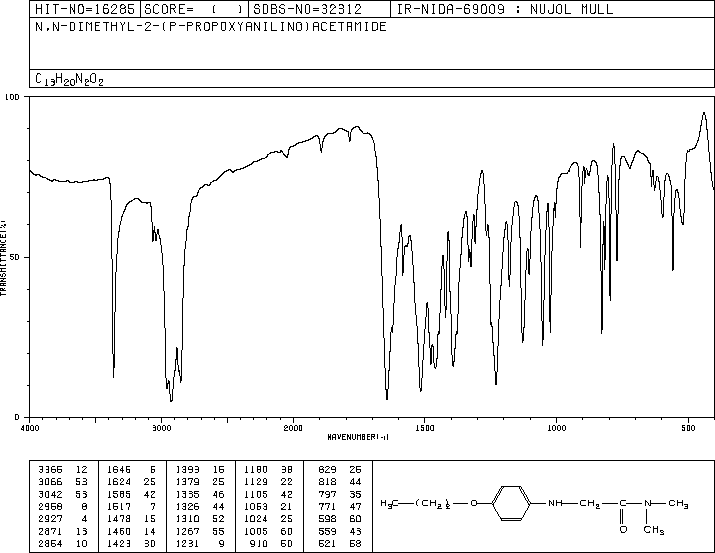 HIT-NO=16285 SCORE= ( ) SDBS-NO=32312 IR-NIDA-69009 : NUJOL MULL
N,N-DIMETHYL-2-(P-PROPOXYANILINO)ACETAMIDE
C13H20N2O2
100
50
0
TRANSMITTANCE(%)
4000 3000 2000 1500 1000 500
WAVENUMBER(-1)
3365 12 1646 5 1393 15 1180 38 829 25
3066 53 1624 25 1379 25 1129 22 818 44
3042 53 1585 42 1335 46 1105 42 797 35
2958 8 1517 7 1326 44 1053 21 771 47
2927 4 1478 15 1310 52 1024 25 598 60
2871 13 1460 14 1267 55 1005 60 559 43
2854 10 1423 30 1231 9 910 50 521 58
H3C (CH2)2 O NH CH2 C N CH3
O CH3